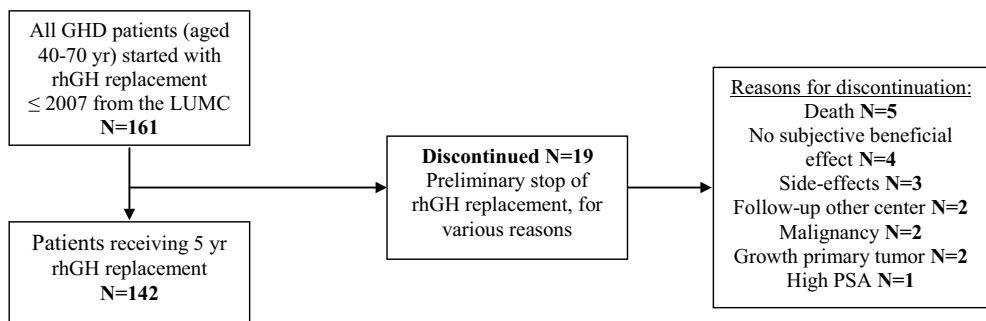 All GHD patients (aged
40-70 yr) started with
rhGH replacement
≤ 2007 from the LUMC
N=161
Discontinued N=19
Preliminary stop of
rhGH replacement, for
various reasons
Reasons for discontinuation:
Death N=5
No subjective beneficial
effect N=4
Side-effects N=3
Follow-up other center N=2
Malignancy N=2
Growth primary tumor N=2
High PSA N=1
Patients receiving 5 yr
rhGH replacement
N=142